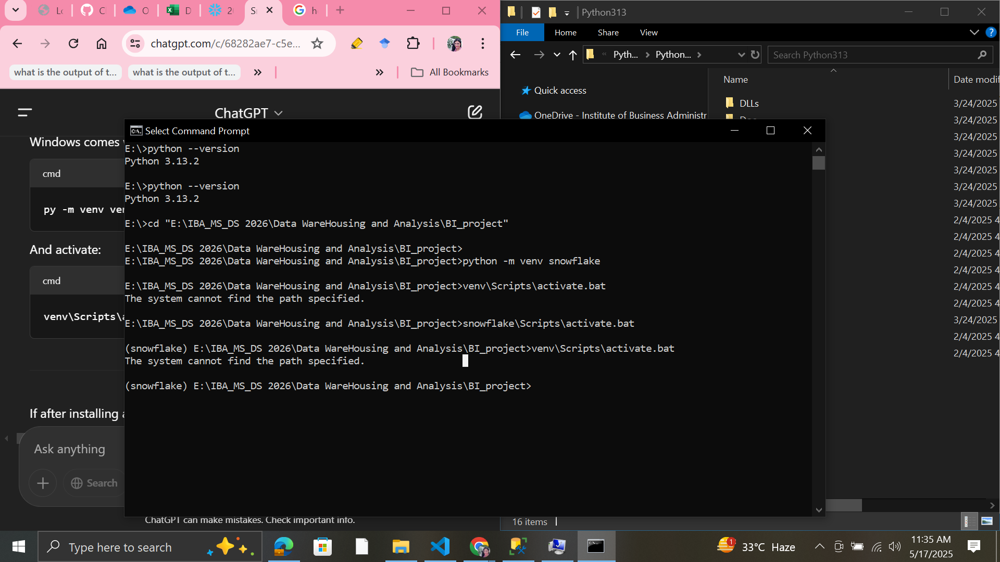 Lo
Cl
O
D
2
S
h
chatgpt.com/c/68282ae7-c5e...
what is the output of t...
what is the output of t...
All Bookmarks
ChatGPT
Windows comes
cmd
py -m venv ven
And activate:
cmd
venv\Scripts\a
If after installing a
Ask anything
Search
ChatGPT can make mistakes. Check important info.
Python313
File Home Share View
Pyth... Python...
Search Python313
Quick access
OneDrive - Institute of Business Administr
Name
Date modif
DLLs
3/24/2025
Doc
3/24/2025
3/24/2025
3/24/2025
3/24/2025
3/24/2025
3/24/2025
2/4/2025 4
2/4/2025 4
2/4/2025 4
2/4/2025 4
2/4/2025 4
2/4/2025 4
3/24/2025
2/4/2025 4
2/4/2025 4
16 items
Select Command Prompt
E:\>python --version
Python 3.13.2
E:\>python --version
Python 3.13.2
E:\>cd "E:\IBA_MS_DS 2026\Data WareHousing and Analysis\BI_project"
E:\IBA_MS_DS 2026\Data WareHousing and Analysis\BI_project>
E:\IBA_MS_DS 2026\Data WareHousing and Analysis\BI_project>python -m venv snowflake
E:\IBA_MS_DS 2026\Data WareHousing and Analysis\BI_project>venv\Scripts\activate.bat
The system cannot find the path specified.
E:\IBA_MS_DS 2026\Data WareHousing and Analysis\BI_project>snowflake\Scripts\activate.bat
(snowflake) E:\IBA_MS_DS 2026\Data WareHousing and Analysis\BI_project>venv\Scripts\activate.bat
The system cannot find the path specified.
(snowflake) E:\IBA_MS_DS 2026\Data WareHousing and Analysis\BI_project>
Type here to search
1
33°C Haze
11:35 AM
5/17/2025